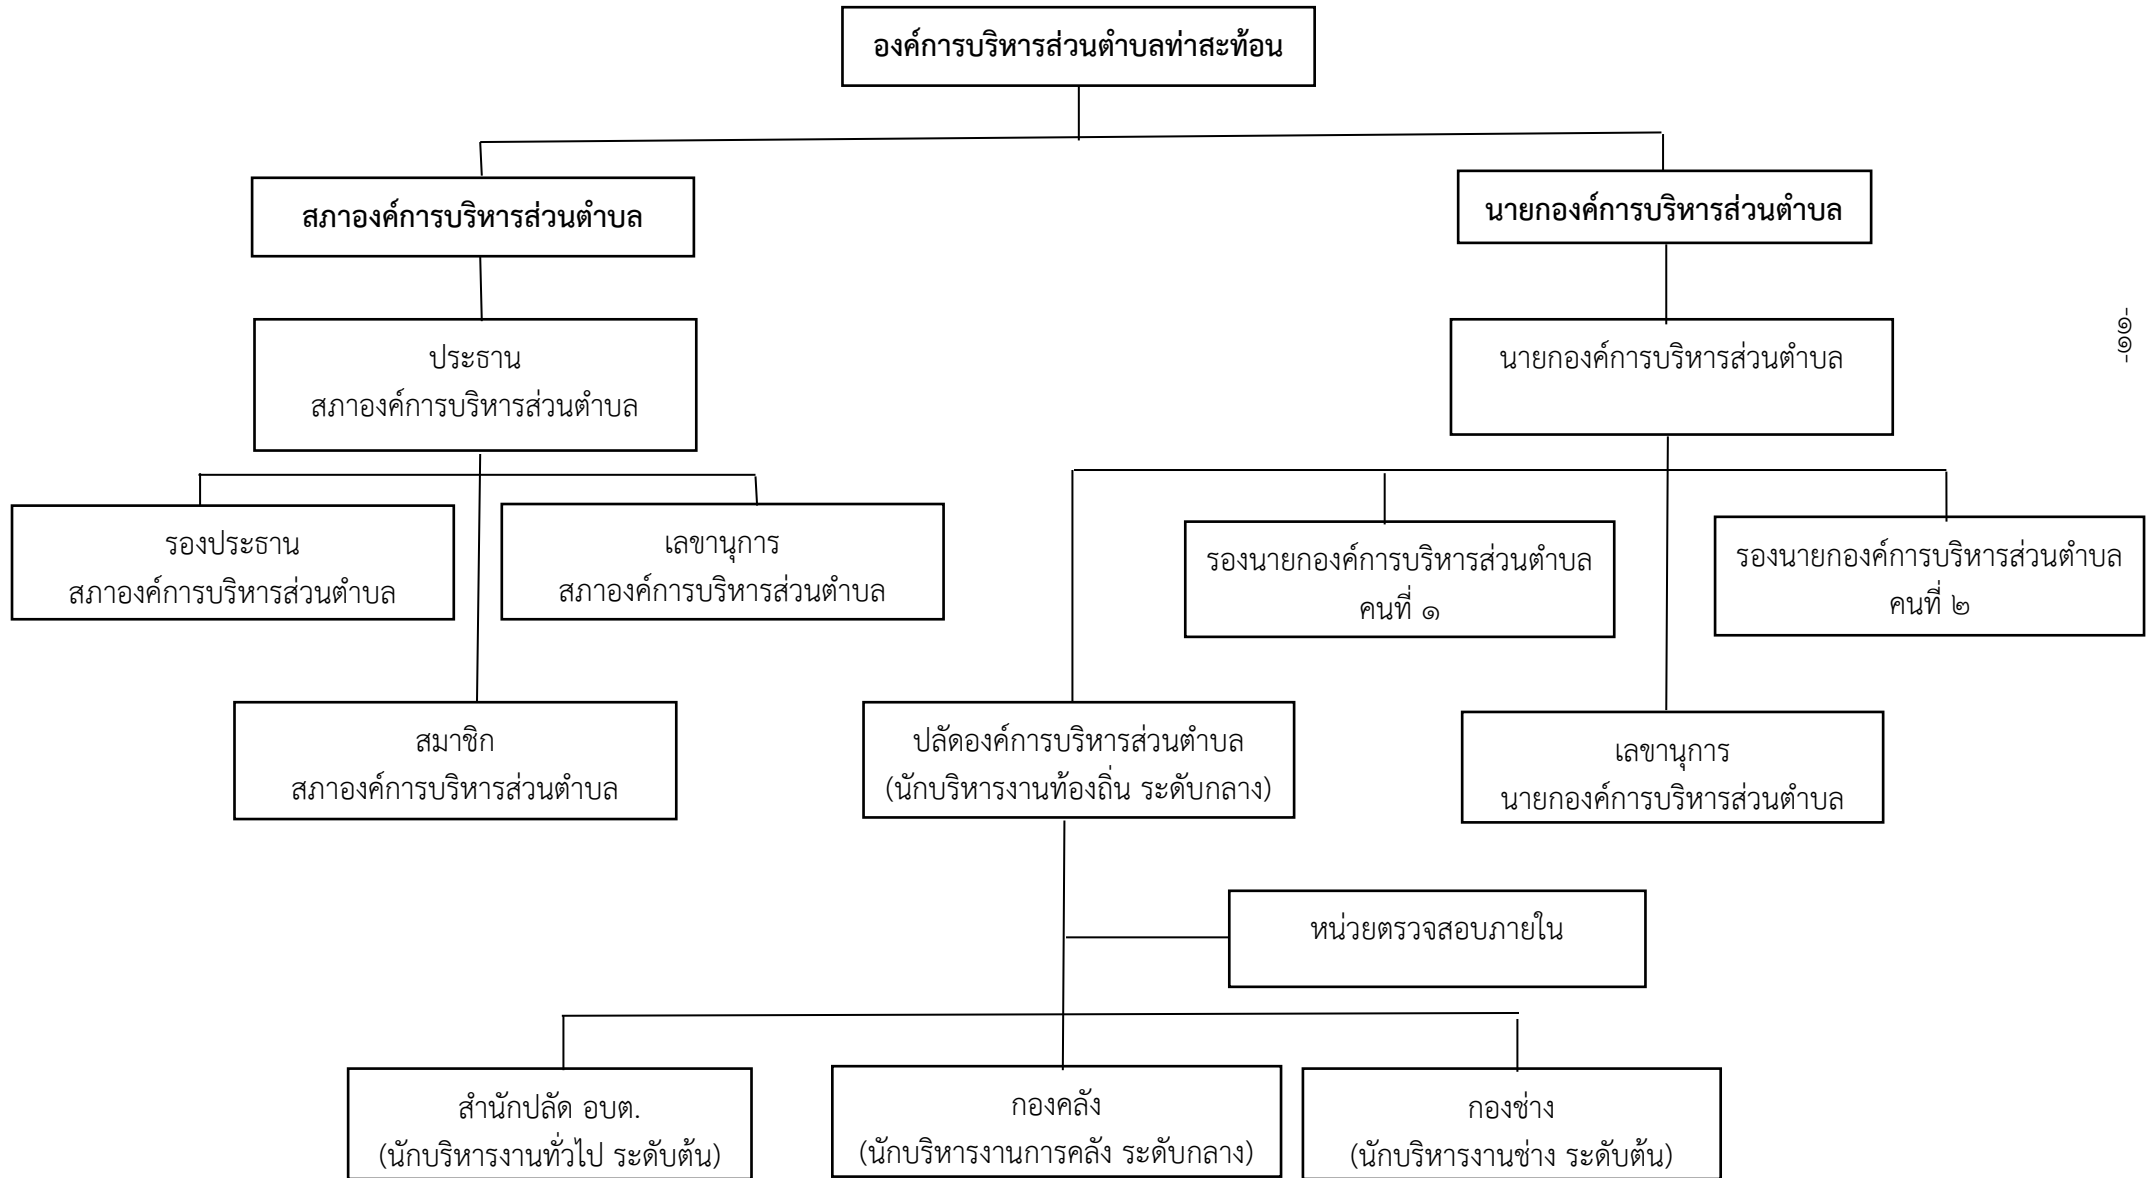 องค์การบริหารส่วนตำบลท่าสะท้อน
สภาองค์การบริหารส่วนตำบล
นายกองค์การบริหารส่วนตำบล
-๑๑-
ประธาน
สภาองค์การบริหารส่วนตำบล
นายกองค์การบริหารส่วนตำบล
รองประธาน
สภาองค์การบริหารส่วนตำบล
เลขานุการ
สภาองค์การบริหารส่วนตำบล
รองนายกองค์การบริหารส่วนตำบล
คนที่ ๑
รองนายกองค์การบริหารส่วนตำบล
คนที่ ๒
สมาชิก
สภาองค์การบริหารส่วนตำบล
ปลัดองค์การบริหารส่วนตำบล
(นักบริหารงานท้องถิ่น ระดับกลาง)
เลขานุการ
นายกองค์การบริหารส่วนตำบล
หน่วยตรวจสอบภายใน
สำนักปลัด อบต.
(นักบริหารงานทั่วไป ระดับต้น)
กองคลัง
(นักบริหารงานการคลัง ระดับกลาง)
กองช่าง
(นักบริหารงานช่าง ระดับต้น)